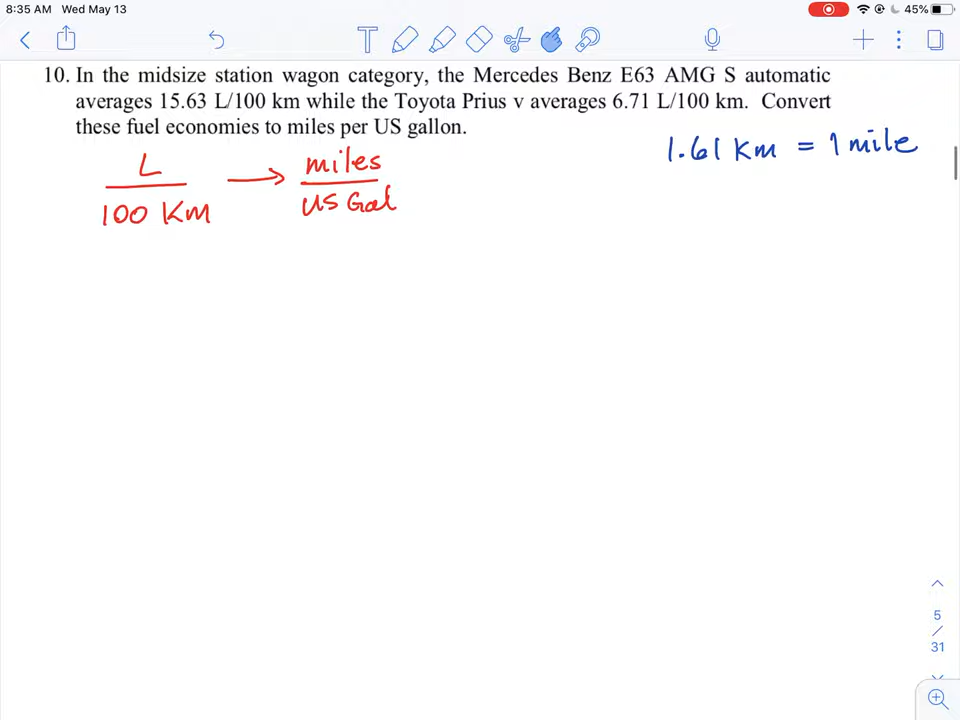 8:35 AM Wed May 13
45%
10. In the midsize station wagon category, the Mercedes Benz E63 AMG S automatic
averages 15.63 L/100 km while the Toyota Prius v averages 6.71 L/100 km. Convert
these fuel economies to miles per US gallon.
1.61 km = 1 mile
L
100 Km
→
miles
US Gal
5
/
31